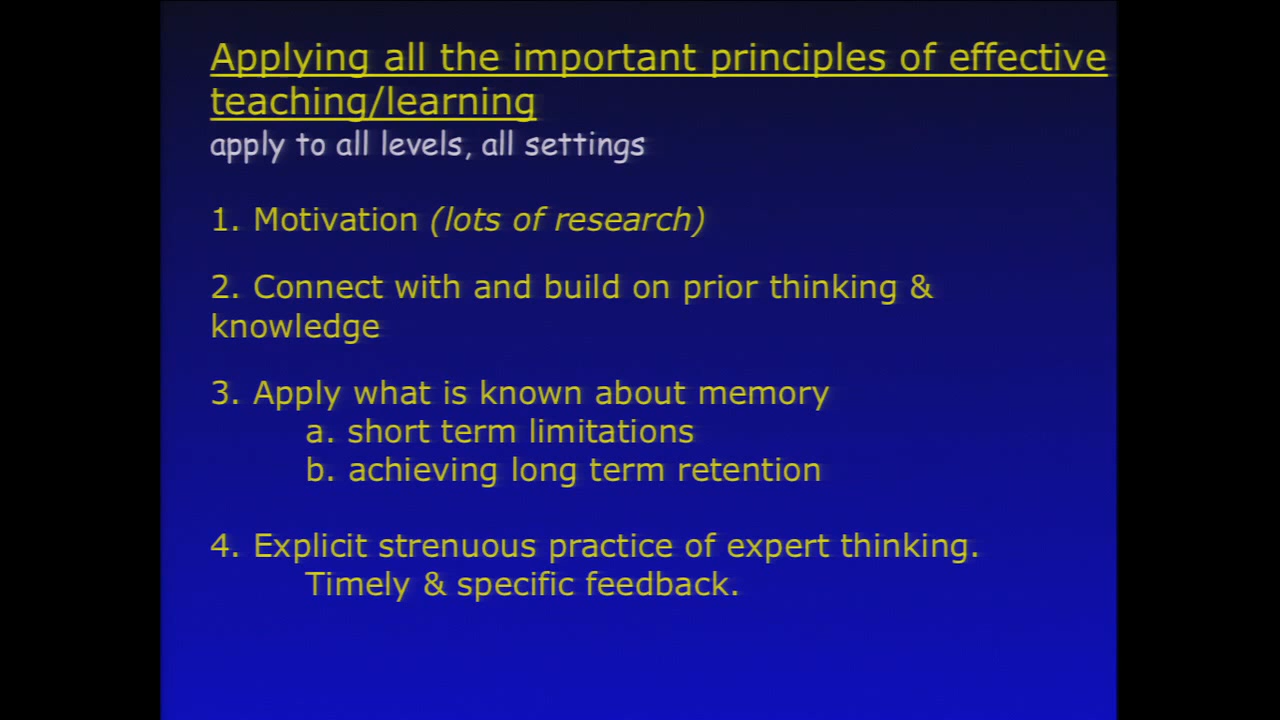 Applying all the important principles of effective
teaching/learning
apply to all levels, all settings
1. Motivation (lots of research)
2. Connect with and build on prior thinking &
knowledge
3. Apply what is known about memory
a. short term limitations
b. achieving long term retention
4. Explicit strenuous practice of expert thinking.
Timely & specific feedback.